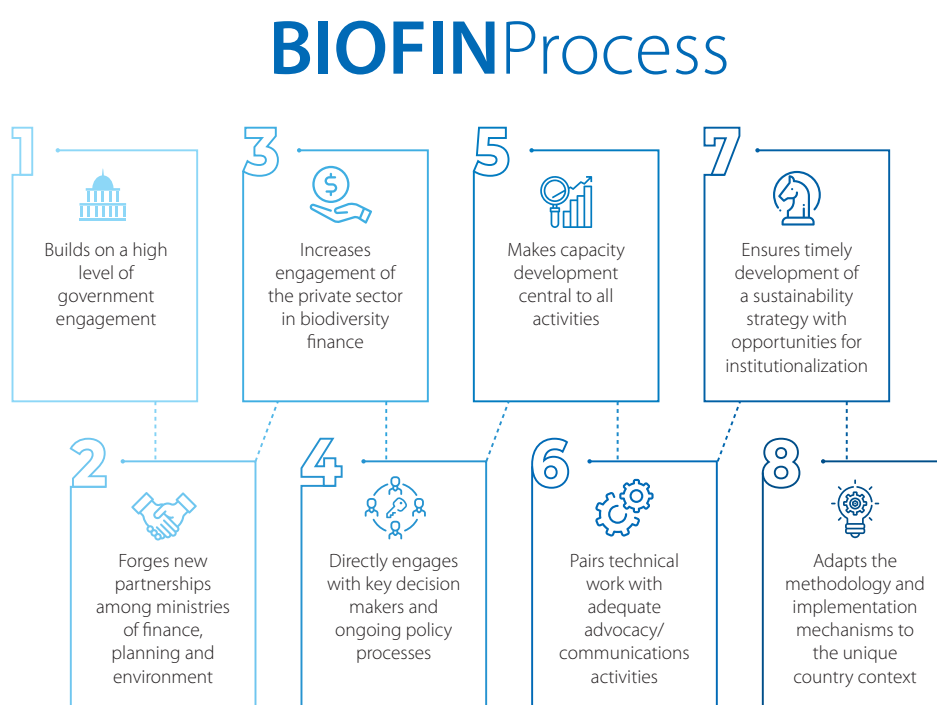 BIOFINProcess
1
Builds on a high
level of
government
engagement
2
Forges new
partnerships
among ministries
of finance,
planning and
environment
3
$
Increases
engagement of
the private sector
in biodiversity
finance
4
Directly engages
with key decision
makers and
ongoing policy
processes
5
Makes capacity
development
central to all
activities
6
Pairs technical
work with
adequate
advocacy/
communications
activities
7
Ensures timely
development of
a sustainability
strategy with
opportunities for
institutionalization
8
Adapts the
methodology and
implementation
mechanisms to
the unique
country context